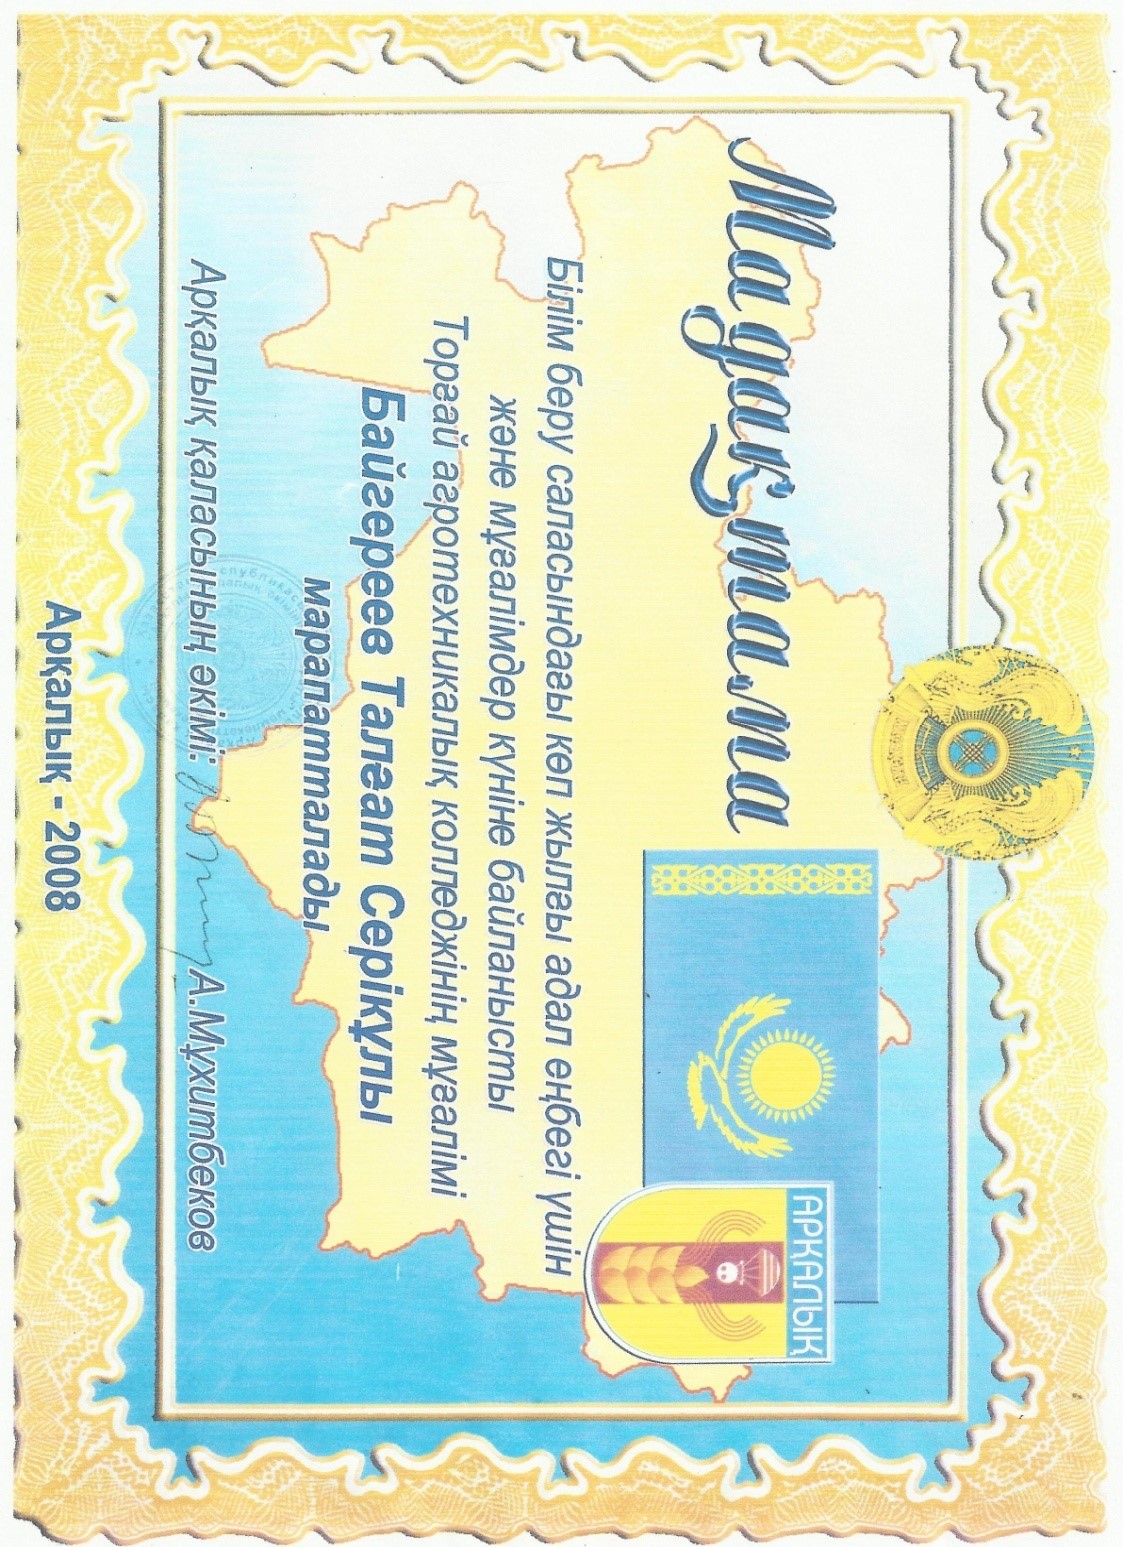 АРҚАЛЫҚ
Мадақтама
Білім беру саласындағы көп жылғы адал еңбегі үшін
және мұғалімдер күніне байланысты
Торғай агротехникалық колледжінің мұғалімі
Байгереев Талғат Серікұлы
марапатталады
Арқалық қаласының әкімі: А.Мұхитбеков
Арқалық - 2008